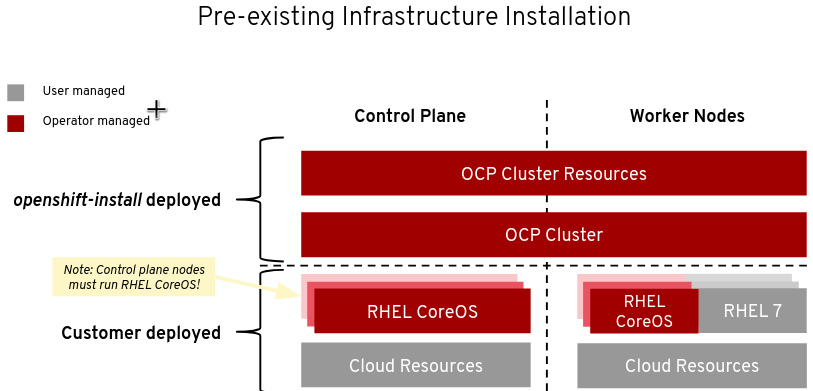 Pre-existing Infrastructure Installation
User managed
Operator managed
Control Plane
Worker Nodes
OCP Cluster Resources
openshift-install deployed
OCP Cluster
Note: Control plane nodes
must run RHEL CoreOS!
RHEL CoreOS
RHEL
CoreOS
RHEL 7
Customer deployed
Cloud Resources
Cloud Resources